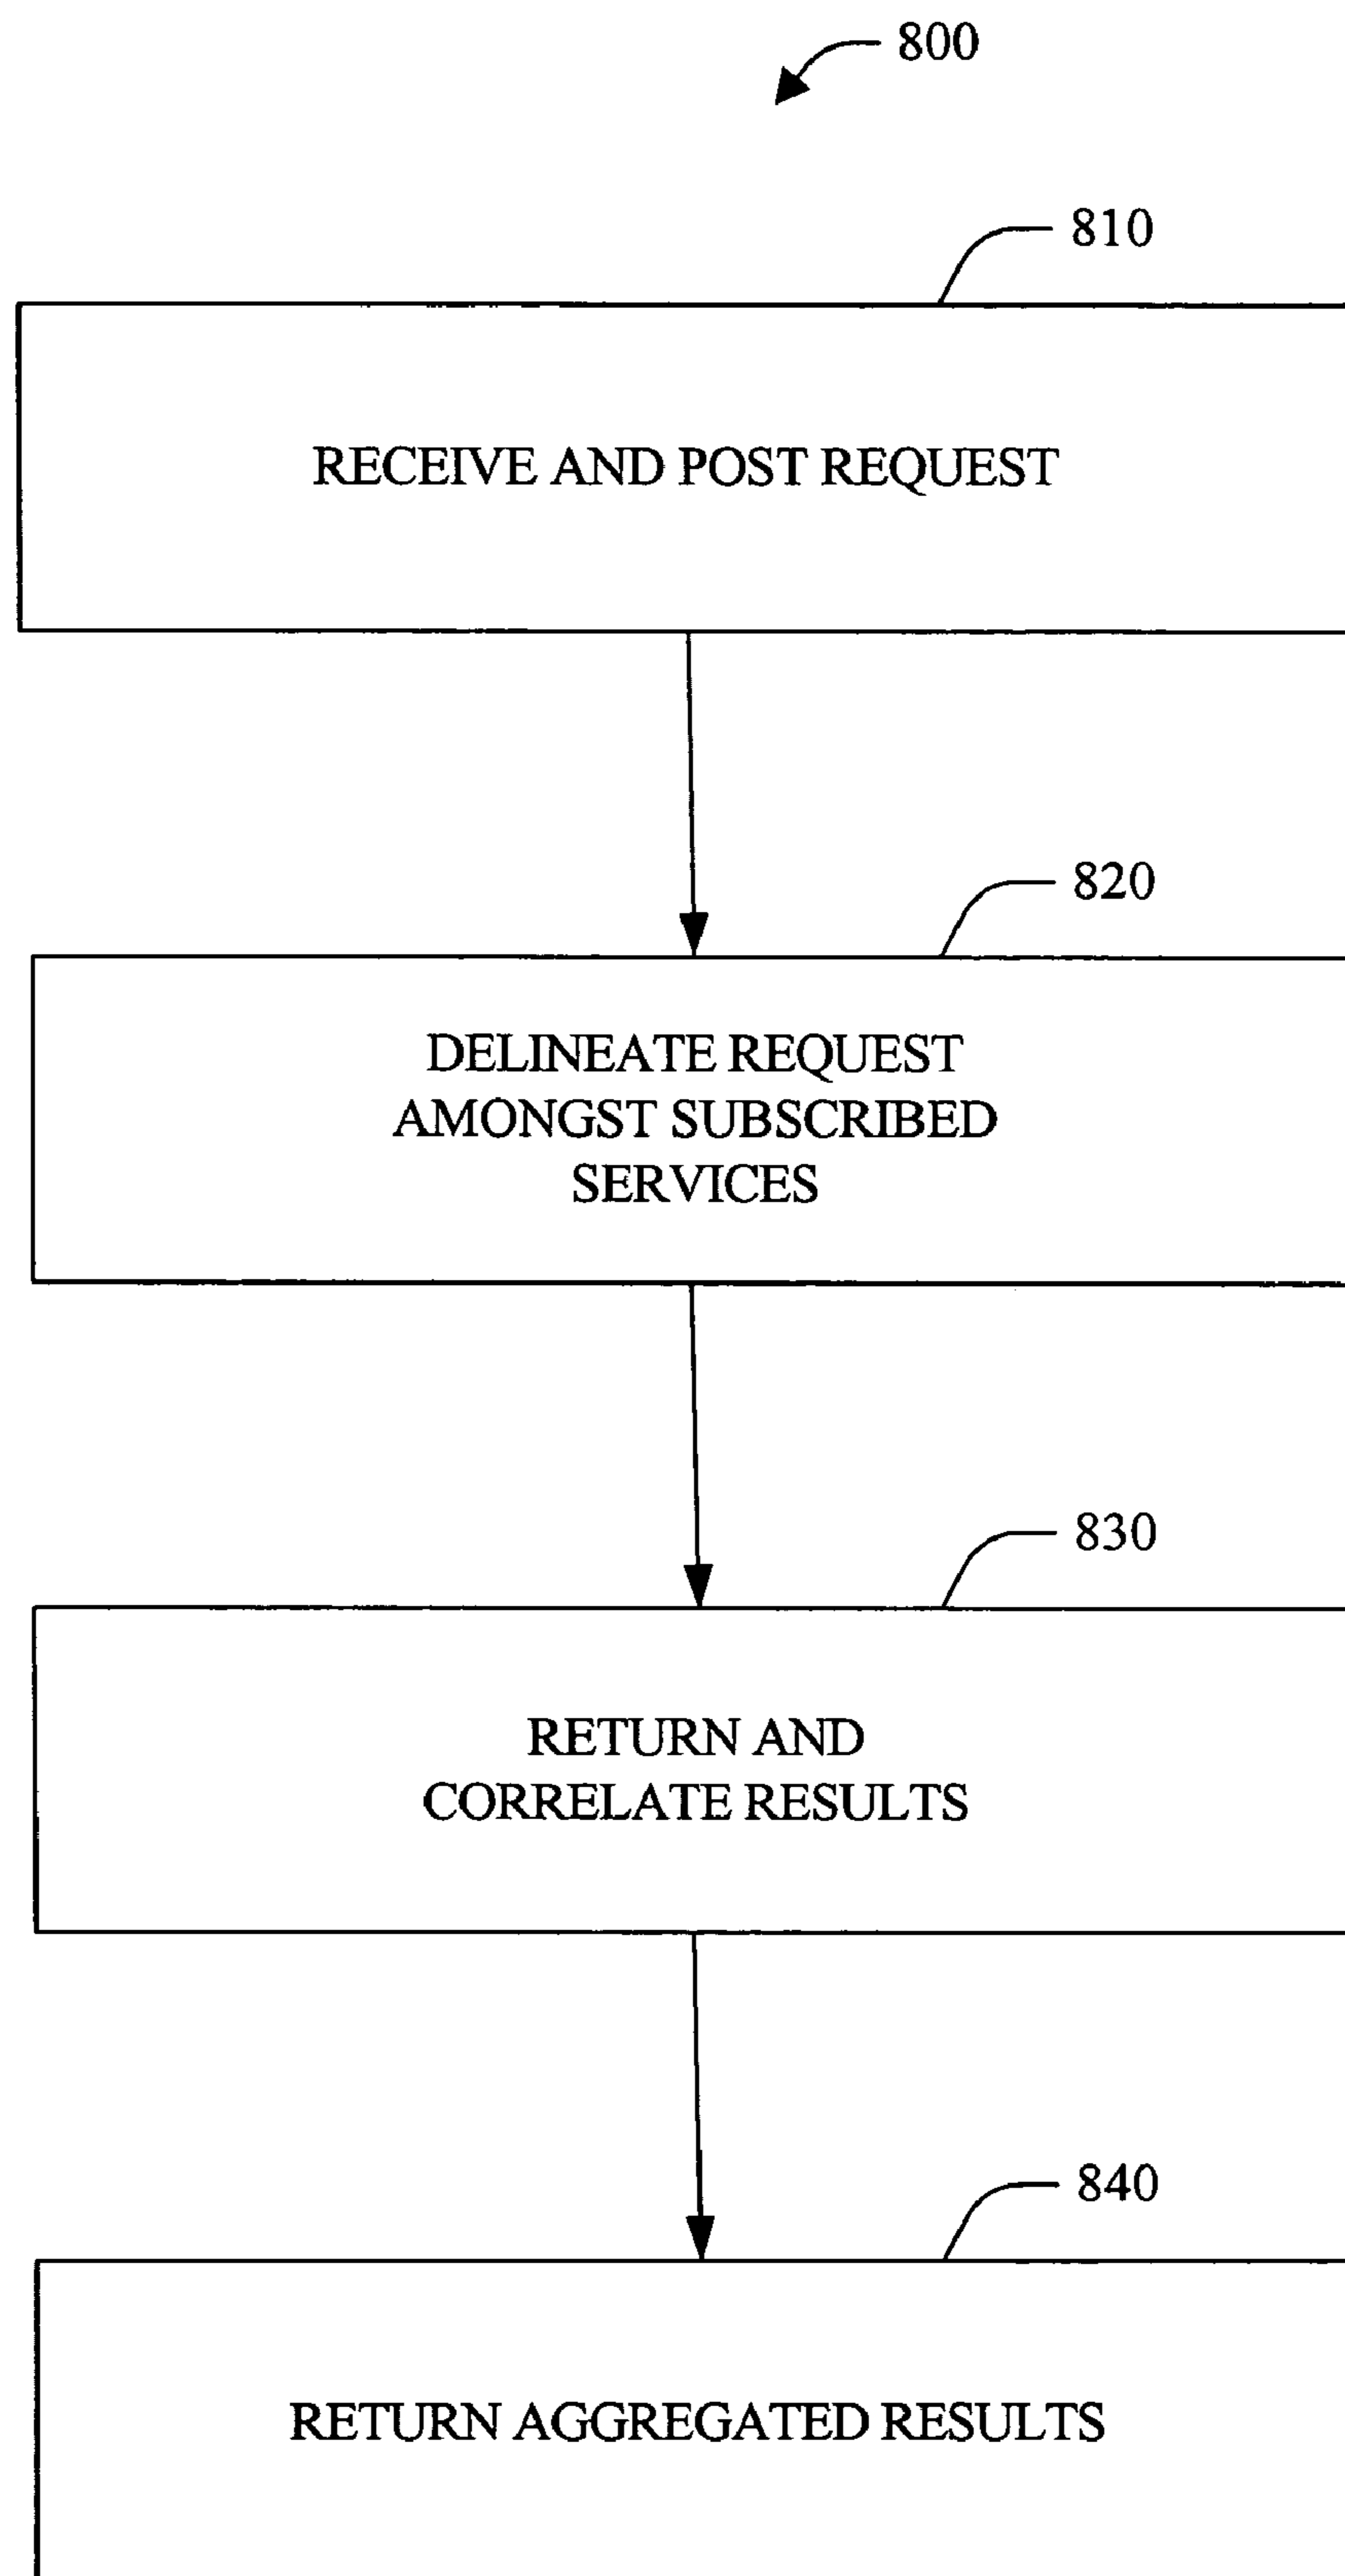 800
810
RECEIVE AND POST REQUEST
820
DELINEATE REQUEST
AMONGST SUBSCRIBED
SERVICES
830
RETURN AND
CORRELATE RESULTS
840
RETURN AGGREGATED RESULTS